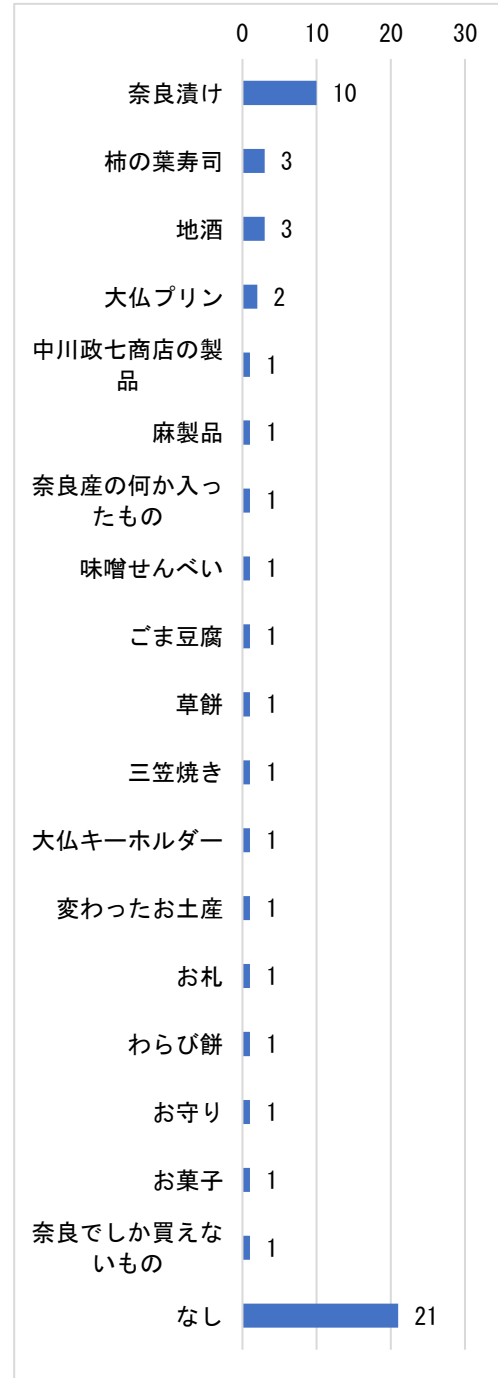 0 10 20 30
奈良漬け 10
柿の葉寿司 3
地酒 3
大仏プリン 2
中川政七商店の製
品 1
麻製品 1
奈良産の何か入っ
たもの 1
味噌せんべい 1
ごま豆腐 1
草餅 1
三笠焼き 1
大仏キーホルダー 1
変わったお土産 1
お札 1
わらび餅 1
お守り 1
お菓子 1
奈良でしか買えな
いもの 1
なし 21